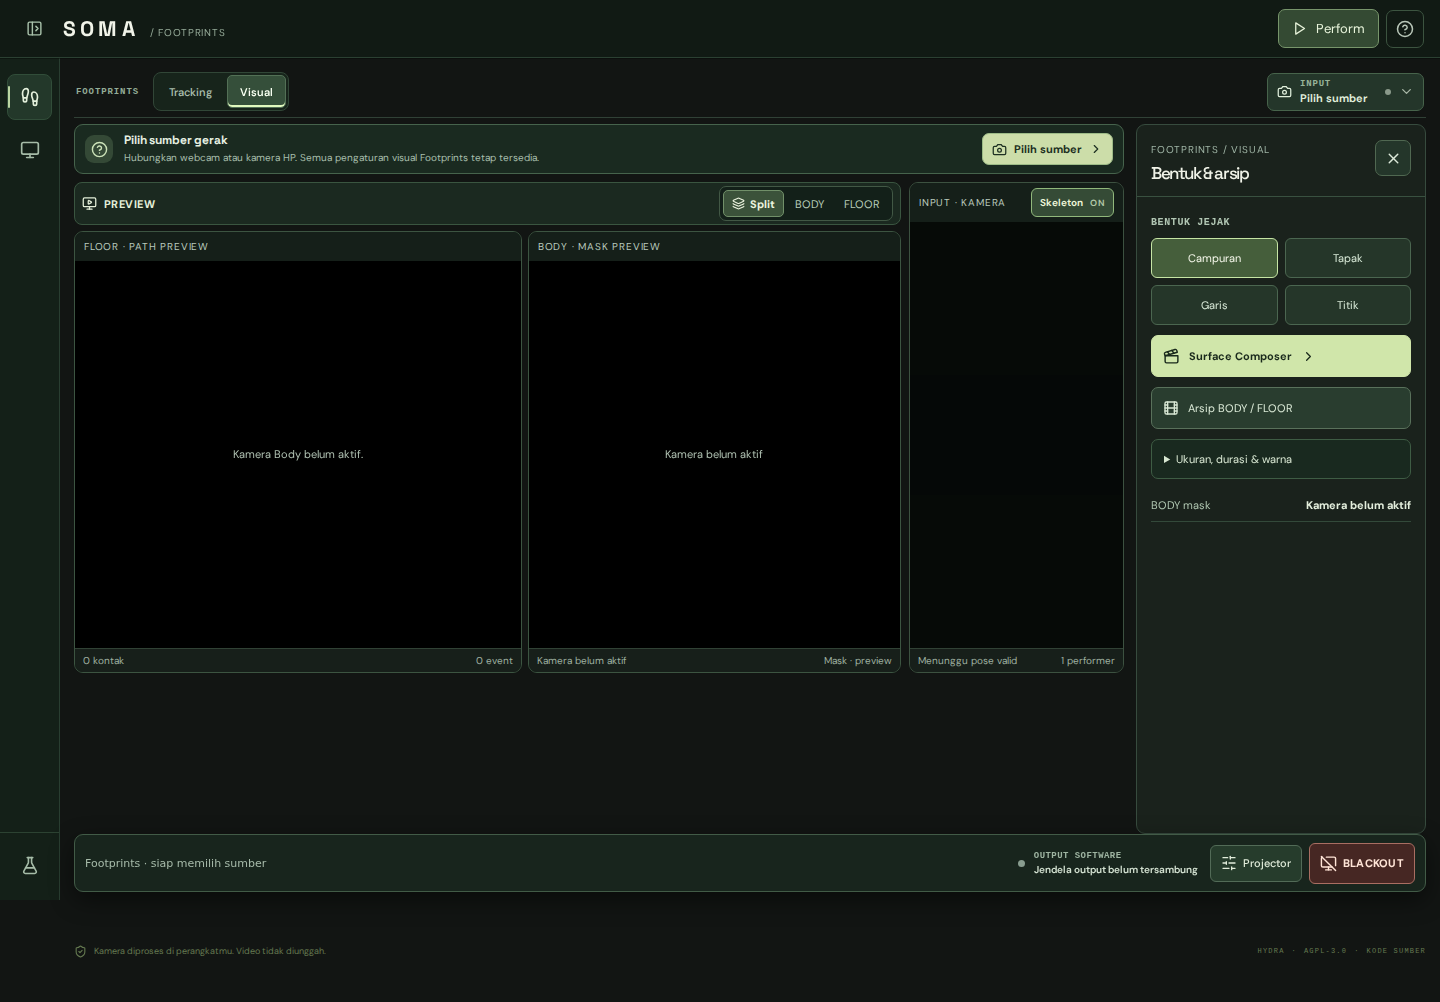 SOMA / FOOTPRINTS
Perform
FOOTPRINTS
Tracking
Visual
INPUT
Pilih sumber
Pilih sumber gerak
Hubungkan webcam atau kamera HP. Semua pengaturan visual Footprints tetap tersedia.
Pilih sumber
PREVIEW
Split
BODY
FLOOR
FLOOR · PATH PREVIEW
Kamera Body belum aktif.
0 kontak
0 event
BODY · MASK PREVIEW
Kamera belum aktif
Kamera belum aktif
Mask · preview
INPUT · KAMERA
Skeleton ON
Menunggu pose valid
1 performer
FOOTPRINTS / VISUAL
Bentuk & arsip
BENTUK JEJAK
Campuran
Tapak
Garis
Titik
Surface Composer
Arsip BODY / FLOOR
Ukuran, durasi & warna
BODY mask
Kamera belum aktif
Footprints · siap memilih sumber
OUTPUT SOFTWARE
Jendela output belum tersambung
Projector
BLACKOUT
Kamera diproses di perangkatmu. Video tidak diunggah.
HYDRA · AGPL-3.0 · KODE SUMBER